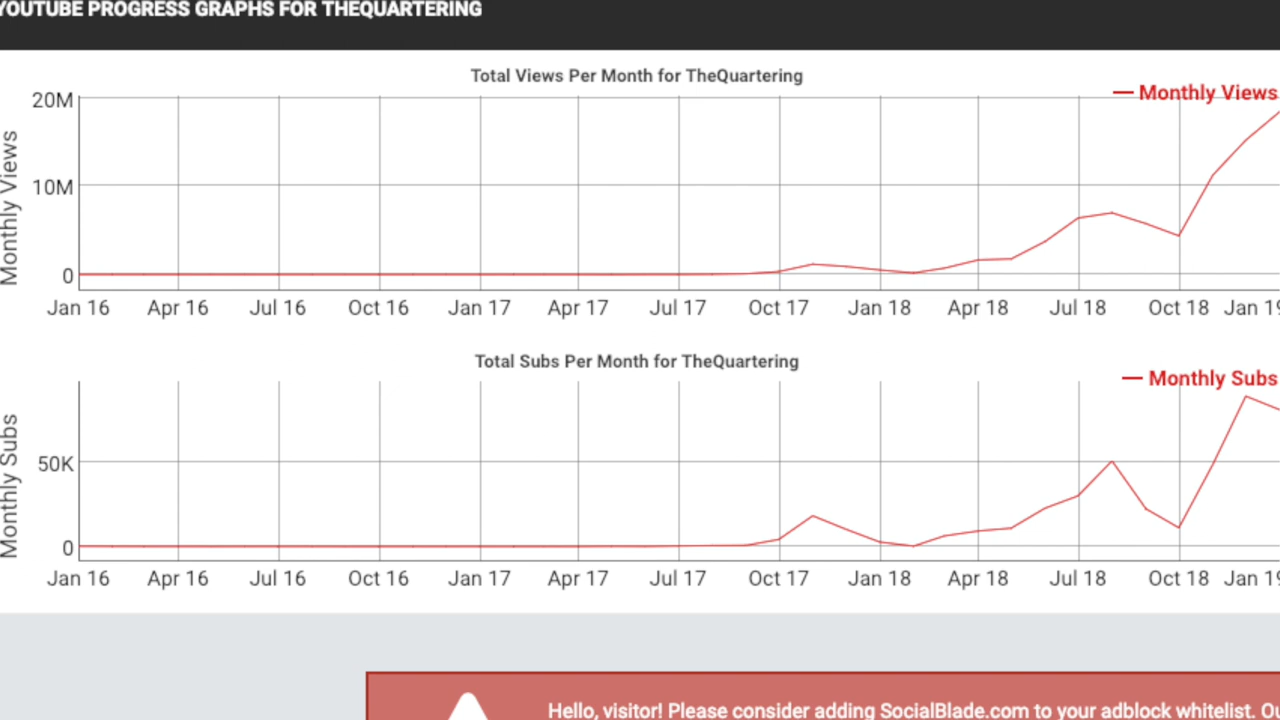 YOUTUBE PROGRESS GRAPHS FOR THEQUARTERING
Total Views Per Month for TheQuartering
Monthly Views
Monthly Views
20M
10M
0
Jan 16 Apr 16 Jul 16 Oct 16 Jan 17 Apr 17 Jul 17 Oct 17 Jan 18 Apr 18 Jul 18 Oct 18 Jan 19
Total Subs Per Month for TheQuartering
Monthly Subs
Monthly Subs
50K
0
Jan 16 Apr 16 Jul 16 Oct 16 Jan 17 Apr 17 Jul 17 Oct 17 Jan 18 Apr 18 Jul 18 Oct 18 Jan 19
Hello, visitor! Please consider adding SocialBlade.com to your adblock whitelist.